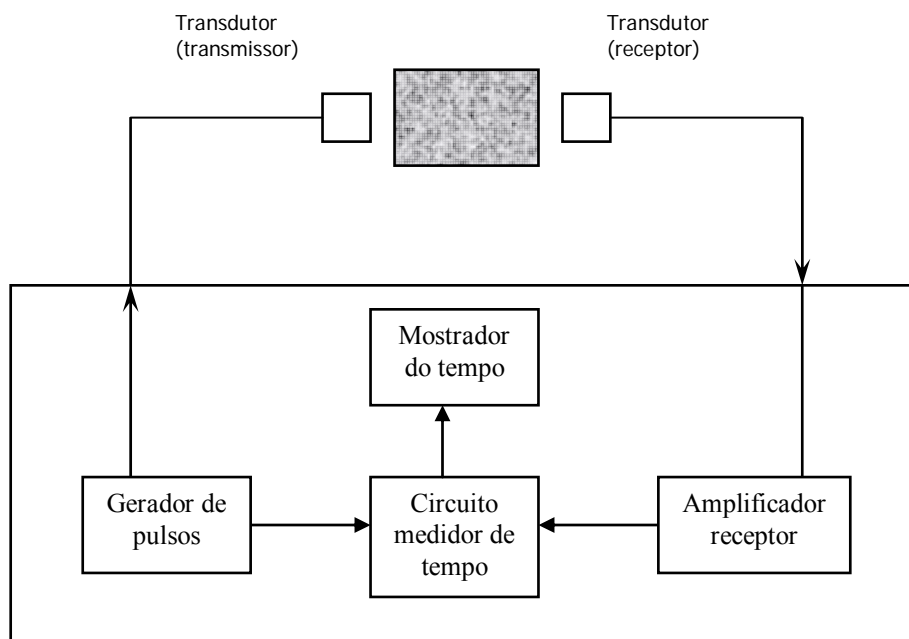 Transdutor
(transmissor)
Transdutor
(receptor)
Mostrador
do tempo
Gerador de
pulsos
Circuito
medidor de
tempo
Amplificador
receptor